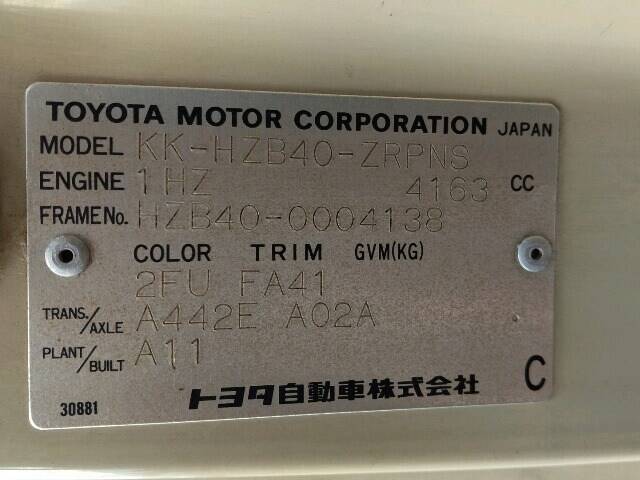 TOYOTA MOTOR CORPORATION JAPAN
MODEL KK-HZB40-ZRPNS
ENGINE 1HZ 4163 CC
FRAME No. HZB40-0004138
COLOR TRIM GVM(KG)
2FU FA41
TRANS./AXLE A442E A02A
PLANT/BUILT A11
トヨタ自動車株式会社 C
30881